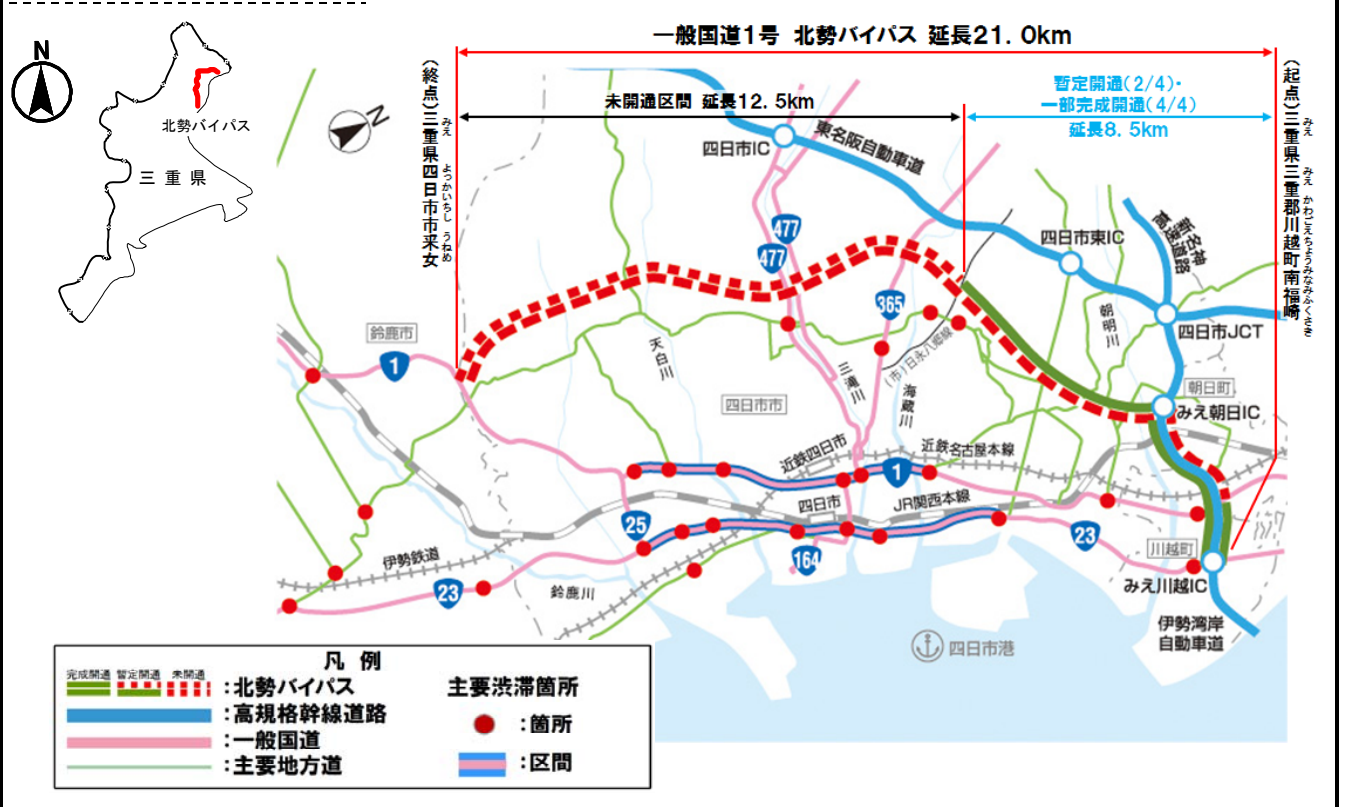 一般国道1号 北勢バイパス 延長21.0km
暫定開通(2/4)・
一部完成開通(4/4)
延長8.5km
未開通区間 延長12.5km
N
北勢バイパス
三重県
N
(終点)三重県四日市市采女
みえ
よっかいちし うねめ
(起点)三重県三重郡川越町南福崎
みえ
みえ かわごえちょうみなみふくさき
四日市IC
東名阪自動車道
477
477
365
四日市東IC
新名神
高速道路
朝明川
四日市JCT
鈴鹿市
1
天白川
三滝川
(市)日永八郷線
海蔵川
四日市市
朝日町
みえ朝日IC
近鉄四日市
近鉄名古屋本線
1
四日市
JR関西本線
25
164
23
川越町
みえ川越IC
伊勢鉄道
23
鈴鹿川
伊勢湾岸
自動車道
四日市港
凡例
完成開通 暫定開通 未開通
:北勢バイパス
:高規格幹線道路
:一般国道
:主要地方道
主要渋滞箇所
:箇所
:区間